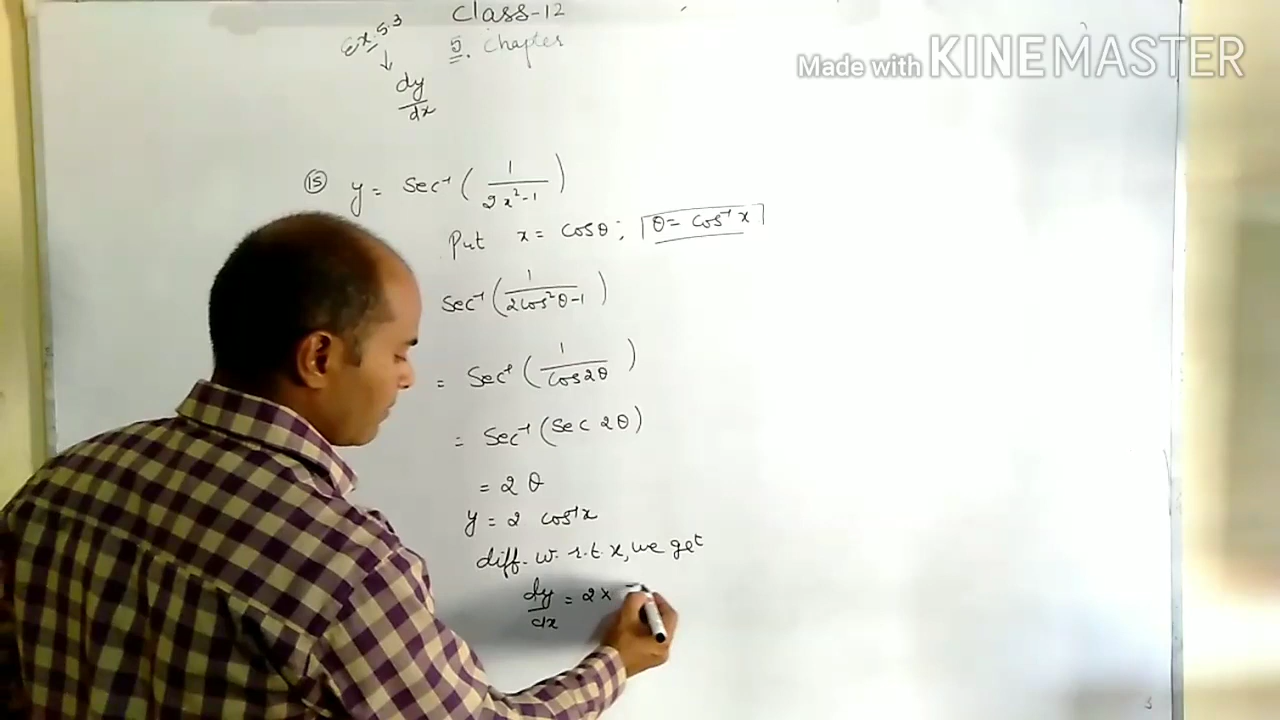 Class-12
Ex 5.3
5. Chapter
↓
dy/dx
Made with KINEMASTER
(15) y = Sec⁻¹ ( 1/(2x²-1) )
Put x = cosθ ; θ = cos⁻¹ x
Sec⁻¹ ( 1/(2cos²θ-1) )
= Sec⁻¹ ( 1/cos2θ )
= Sec⁻¹ (Sec 2θ)
= 2θ
y = 2 cos⁻¹x
diff. w.r.t. x, we get
dy/dx = 2 x -